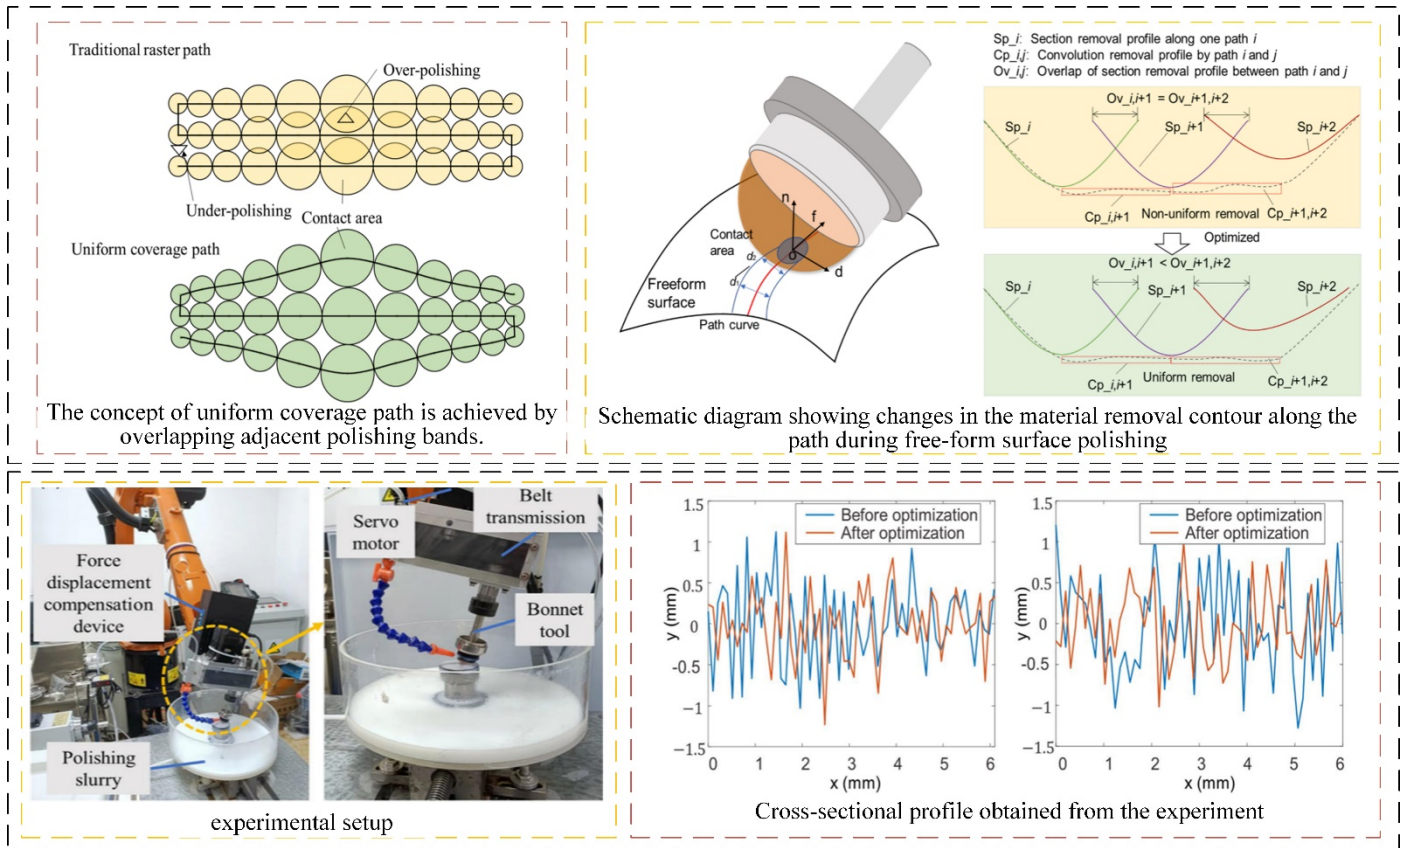 Traditional raster path
Over-polishing
Under-polishing
Contact area
Uniform coverage path
The concept of uniform coverage path is achieved by
overlapping adjacent polishing bands.
n
f
Contact
area
o
d₂
d
d₁
Freeform
surface
Path curve
Sp_i: Section removal profile along one path i
Cp_i,j: Convolution removal profile by path i and j
Ov_i,j: Overlap of section removal profile between path i and j
Ov_i,i+1 = Ov_i+1,i+2
Sp_i
Sp_i+1
Sp_i+2
Cp_i,i+1
Non-uniform removal
Cp_i+1,i+2
Optimized
Ov_i,i+1 < Ov_i+1,i+2
Sp_i
Sp_i+1
Sp_i+2
Cp_i,i+1
Uniform removal
Cp_i+1,i+2
Schematic diagram showing changes in the material removal contour along the
path during free-form surface polishing
Force
displacement
compensation
device
Polishing
slurry
Servo
motor
Belt
transmission
Bonnet
tool
experimental setup
Before optimization
After optimization
1.5
1
0.5
0
-0.5
-1
-1.5
y (mm)
0 1 2 3 4 5 6
x (mm)
Before optimization
After optimization
1.5
1
0.5
0
-0.5
-1
-1.5
y (mm)
0 1 2 3 4 5 6
x (mm)
Cross-sectional profile obtained from the experiment